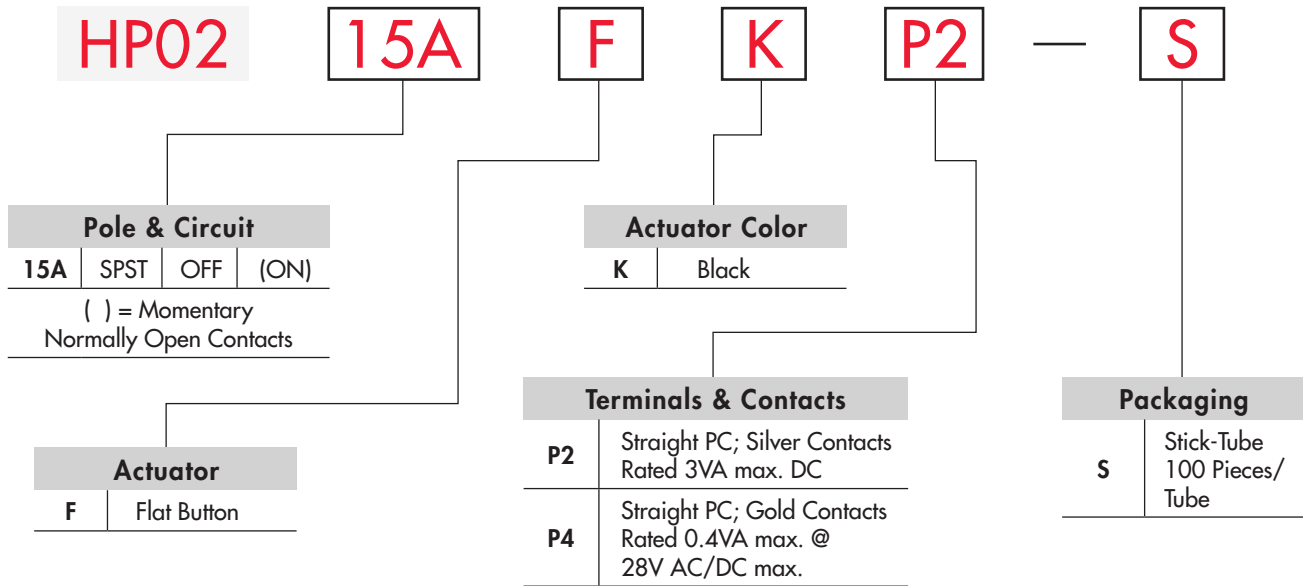 HP02 15A F K P2 — S
Pole & Circuit
15A SPST OFF (ON)
( ) = Momentary
Normally Open Contacts
Actuator Color
K Black
Actuator
F Flat Button
Terminals & Contacts
P2 Straight PC; Silver Contacts
Rated 3VA max. DC
P4 Straight PC; Gold Contacts
Rated 0.4VA max. @
28V AC/DC max.
Packaging
S Stick-Tube
100 Pieces/
Tube